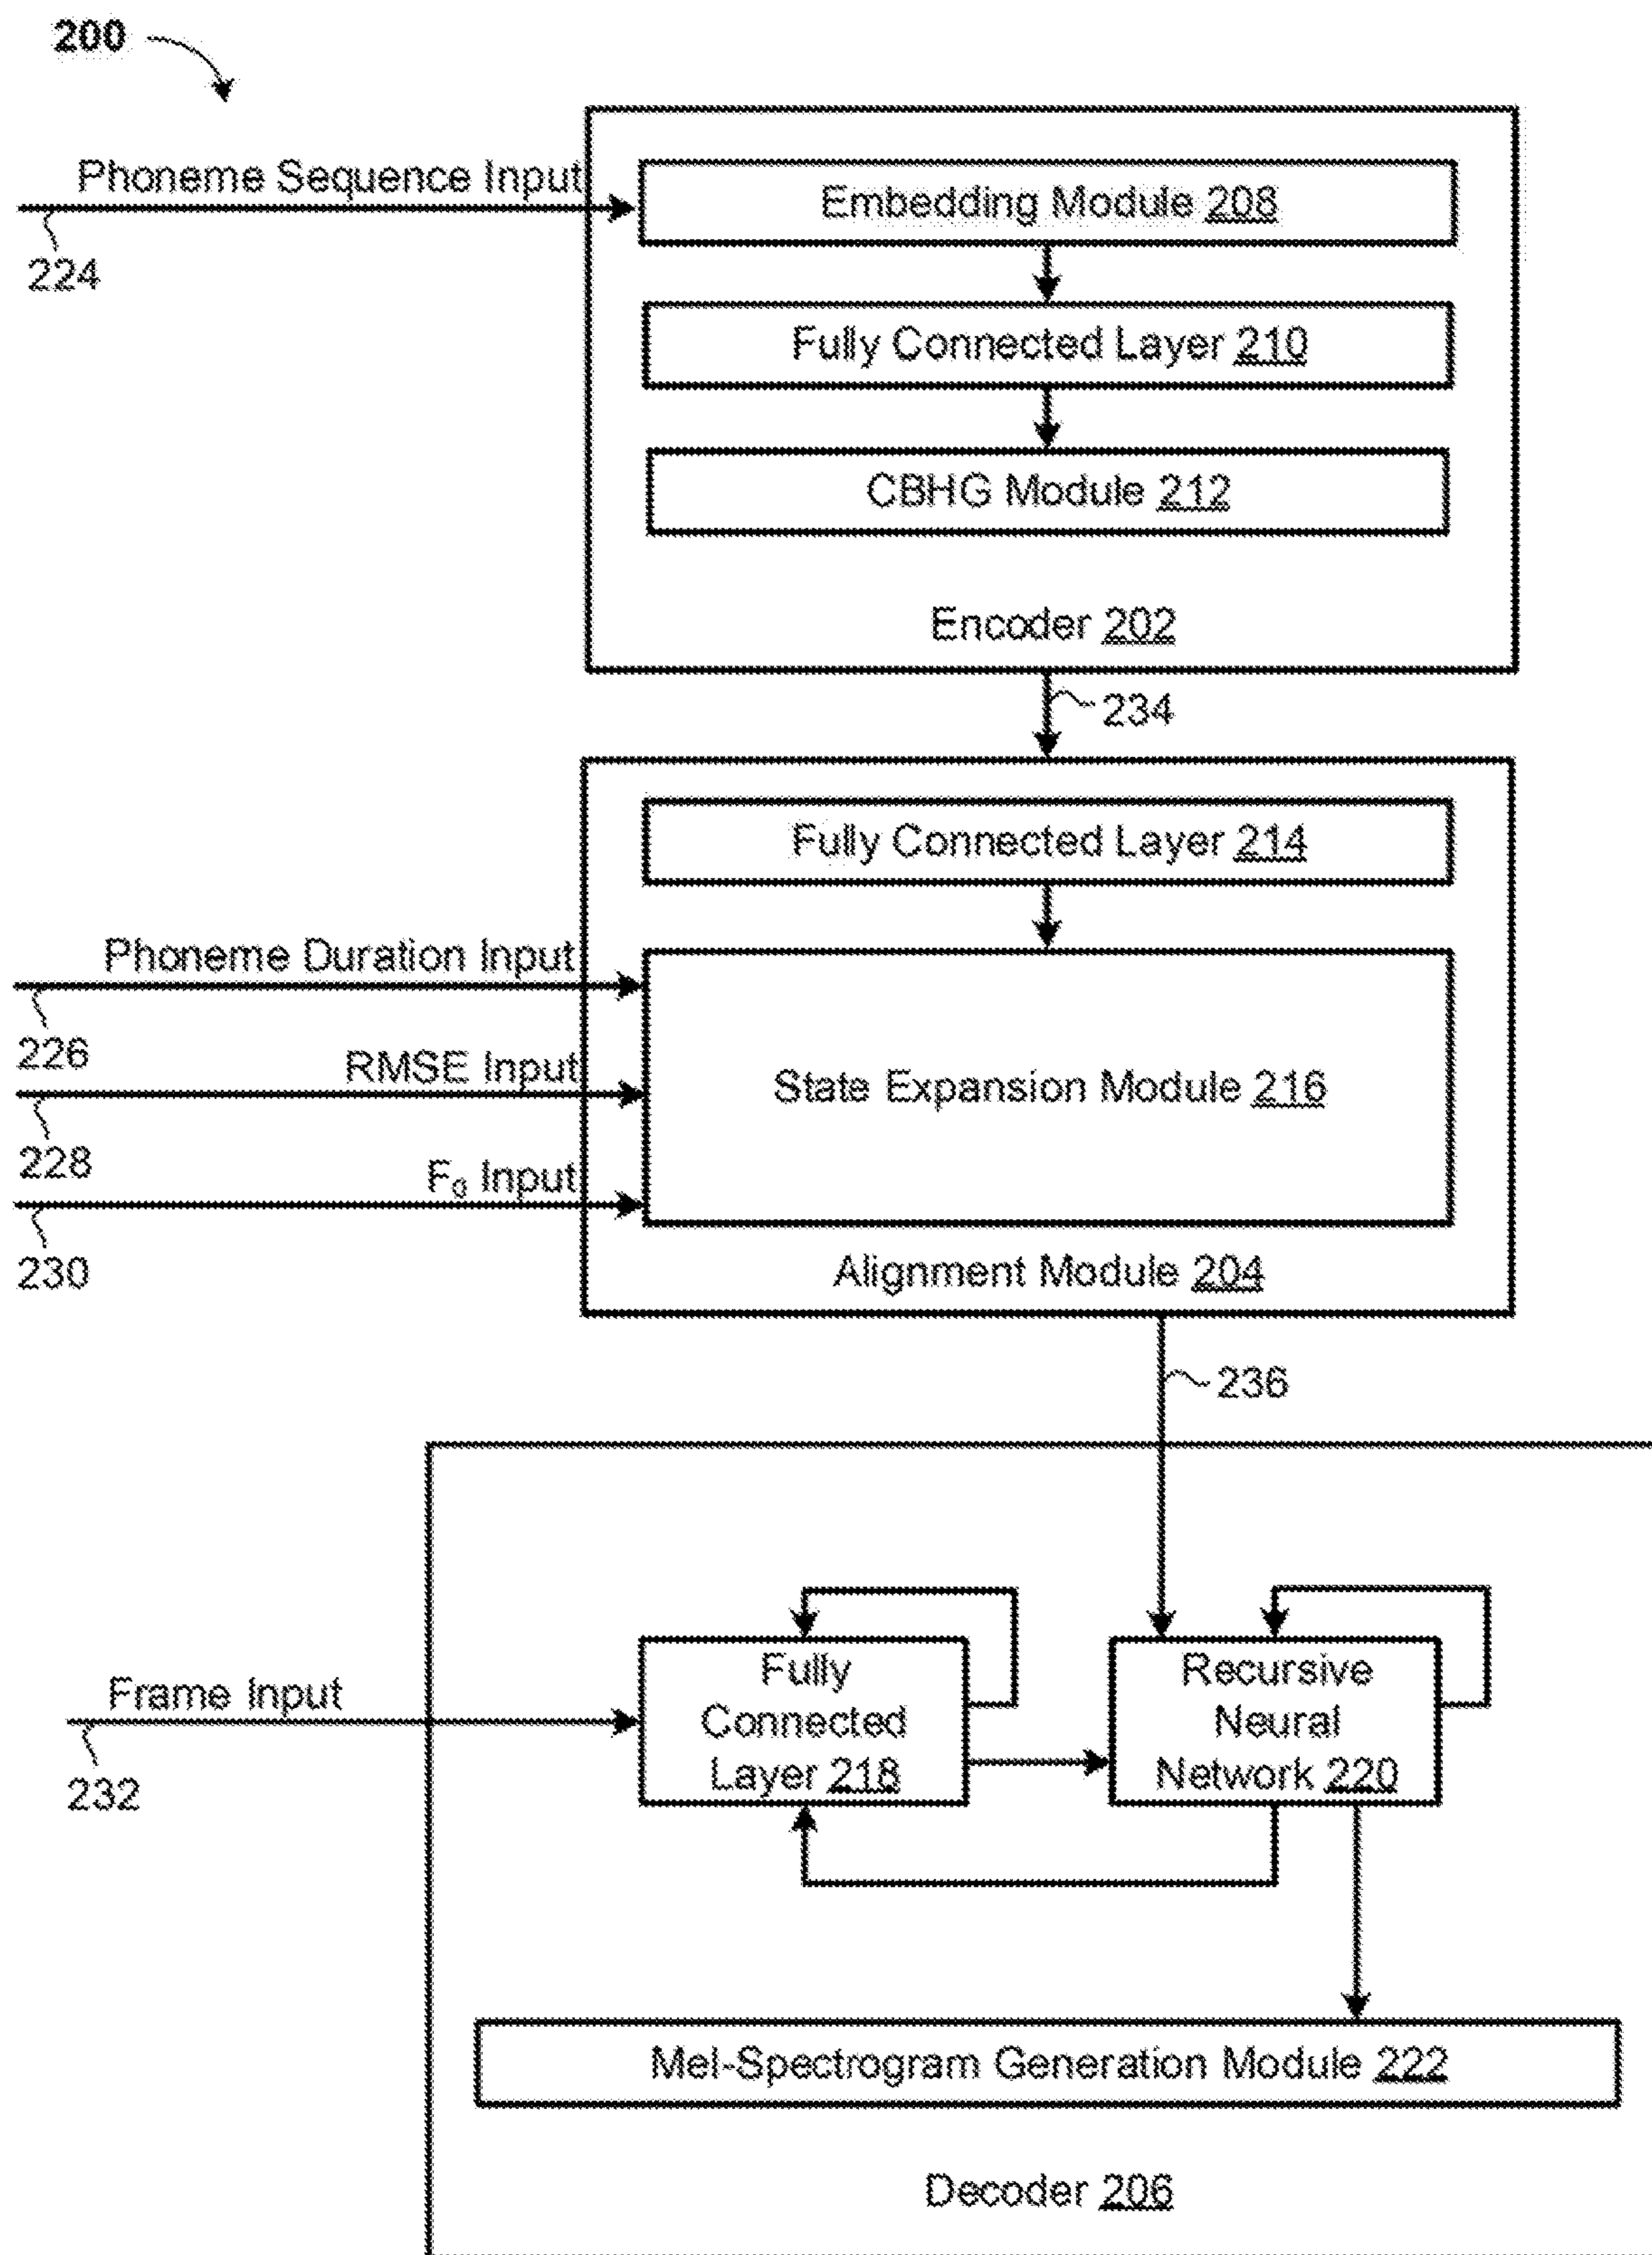 200
Phoneme Sequence Input
224
Embedding Module 208
Fully Connected Layer 210
CBHG Module 212
Encoder 202
234
Fully Connected Layer 214
Phoneme Duration Input
226
RMSE Input
228
F₀ Input
230
State Expansion Module 216
Alignment Module 204
236
Frame Input
232
Fully
Connected
Layer 218
Recursive
Neural
Network 220
Mel-Spectrogram Generation Module 222
Decoder 206